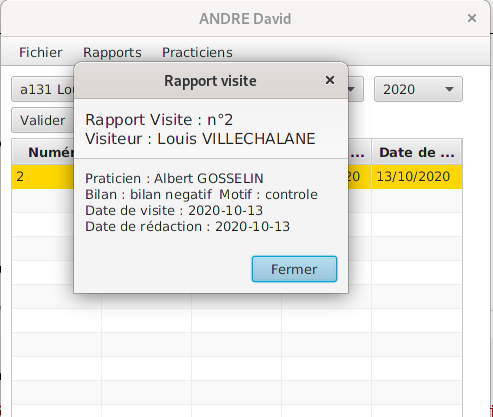 ANDRE David
Fichier Rapports Practiciens
Rapport visite
a131 Lou
2020
Rapport Visite : n°2
Visiteur : Louis VILLECHALANE
Valider
Numér
... Date de ...
Praticien : Albert GOSSELIN
2
20 13/10/2020
Bilan : bilan negatif Motif : controle
Date de visite : 2020-10-13
Date de rédaction : 2020-10-13
Fermer